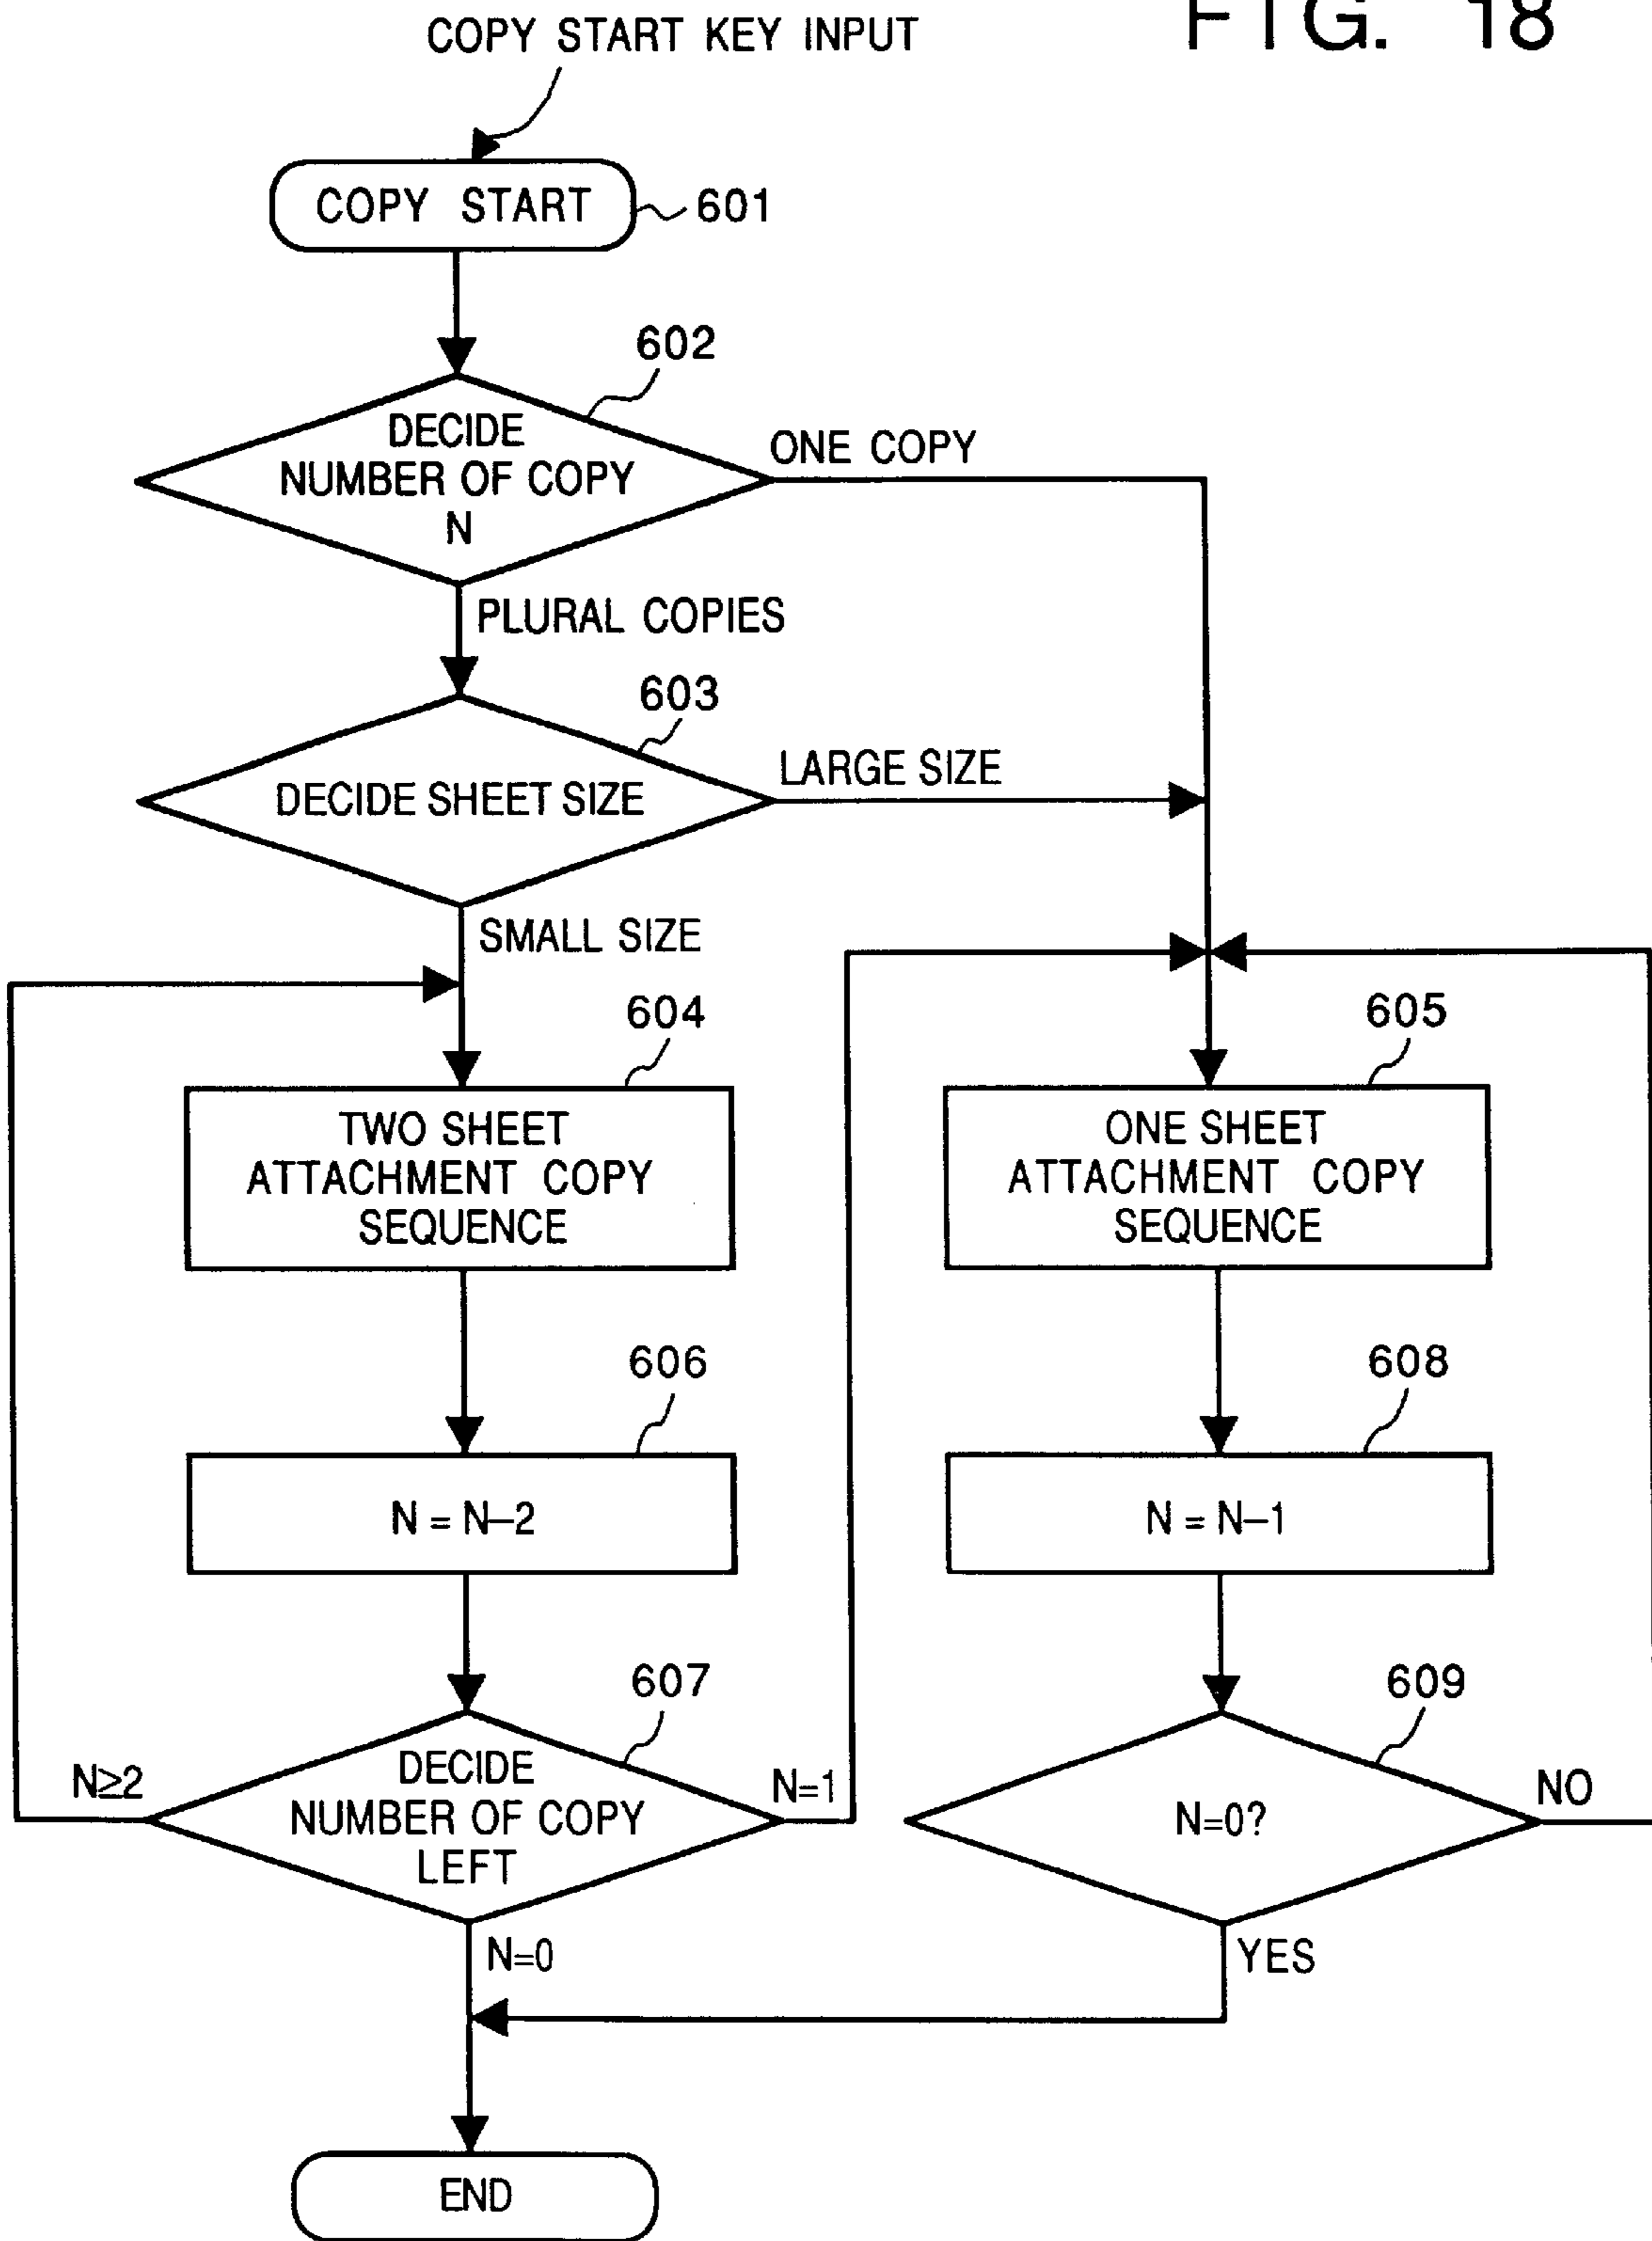 FIG. 18
COPY START KEY INPUT
COPY START
601
602
DECIDE
NUMBER OF COPY
N
ONE COPY
PLURAL COPIES
603
DECIDE SHEET SIZE
LARGE SIZE
SMALL SIZE
604
TWO SHEET
ATTACHMENT COPY
SEQUENCE
605
ONE SHEET
ATTACHMENT COPY
SEQUENCE
606
N = N–2
608
N = N–1
607
DECIDE
NUMBER OF COPY
LEFT
N≥2
N=1
N=0
609
N=0?
NO
YES
END